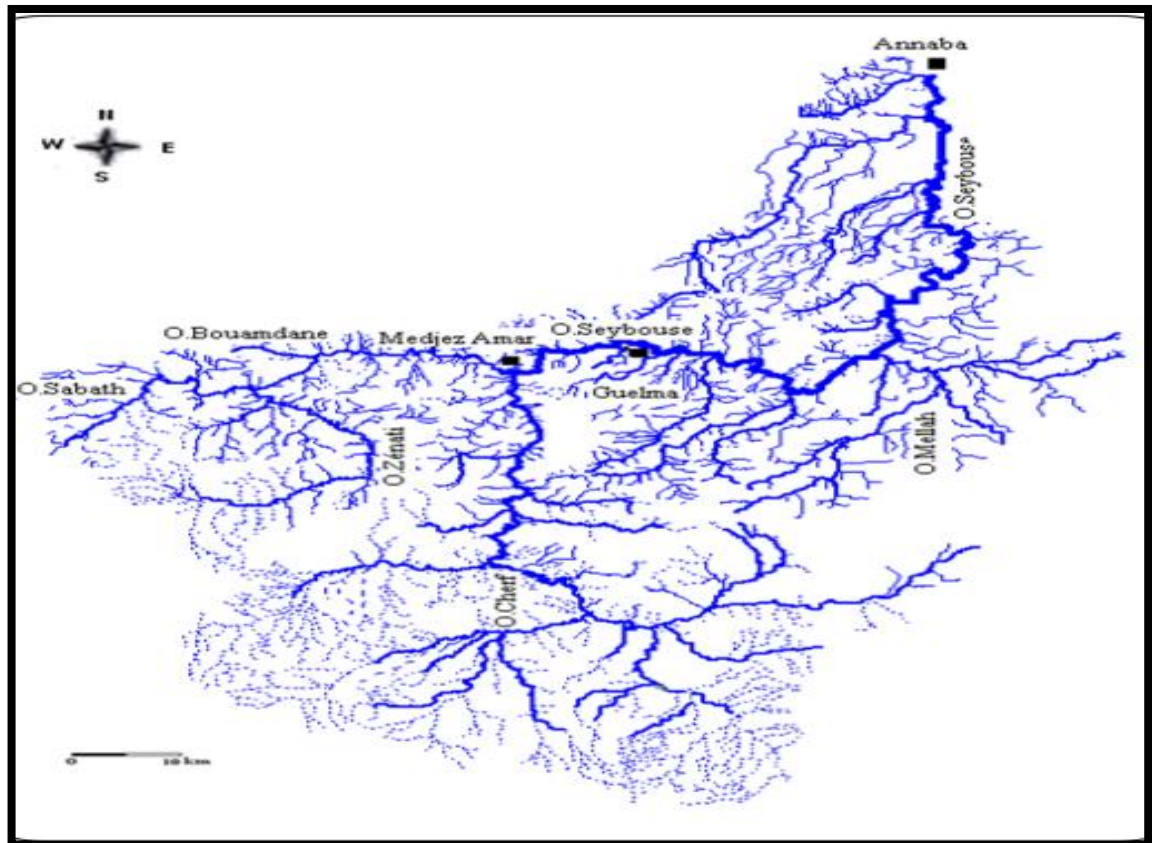 Annaba
N
W
E
S
O.Seybouse
O.Bouamdane
Medjez Amar
O.Seybouse
O.Sabath
Guelma
O.Zénati
O.Mellah
O.Cherf
0
10 km